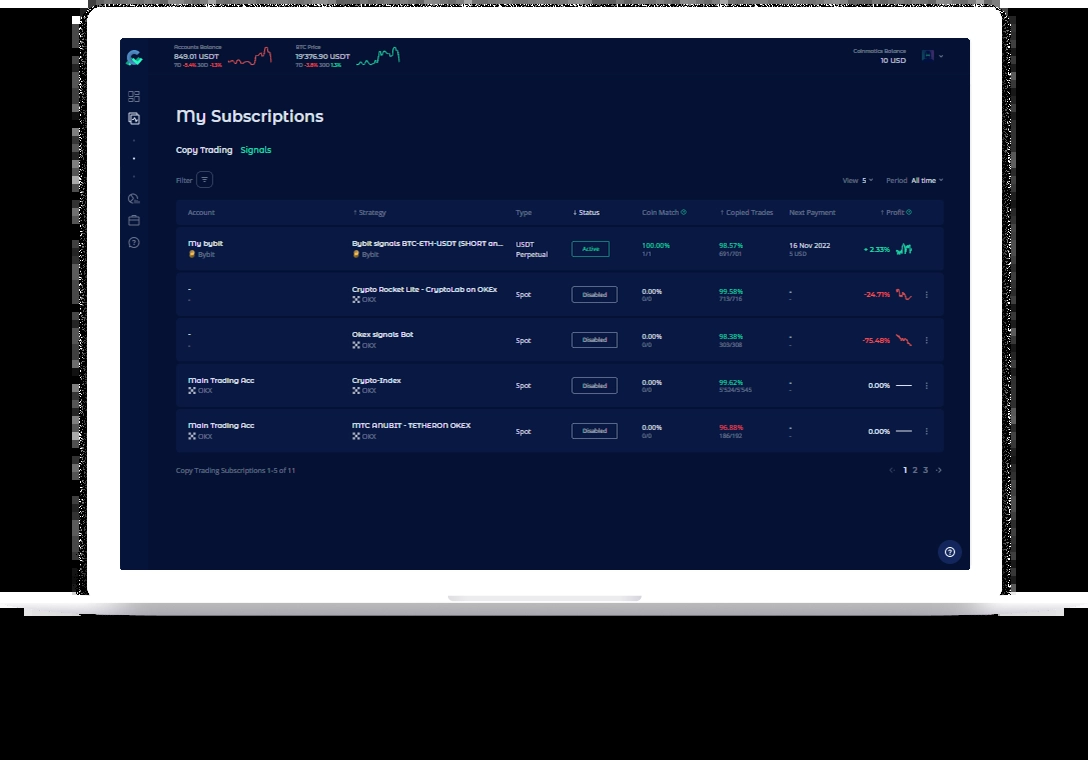 Accounts Balance
849.01 USDT
7D -5.4% 30D -1.3%
BTC Price
19'376.90 USDT
7D -3.8% 30D 1.3%
Coinmatics Balance
10 USD
My Subscriptions
Copy Trading Signals
Filter
View 5 Period All time
Account ↑ Strategy Type ↓ Status Coin Match ↑ Copied Trades Next Payment ↑ Profit
My bybit Bybit signals BTC-ETH-USDT (SHORT an... USDT Perpetual Active 100.00% 98.57% 16 Nov 2022 + 2.33%
Bybit Bybit 1/1 691/701 5 USD
- Crypto Rocket Lite - CryptoLab on OKEx Spot Disabled 0.00% 99.58% - -24.71%
- OKX 0/0 713/716 -
- Okex signals Bot Spot Disabled 0.00% 98.38% - -75.48%
- OKX 0/0 303/308 -
Main Trading Acc Crypto-Index Spot Disabled 0.00% 99.62% - 0.00%
OKX OKX 0/0 5'524/5'545 -
Main Trading Acc MTC ANUBIT - TETHERON OKEX Spot Disabled 0.00% 96.88% - 0.00%
OKX OKX 0/0 186/192 -
Copy Trading Subscriptions 1-5 of 11
1 2 3